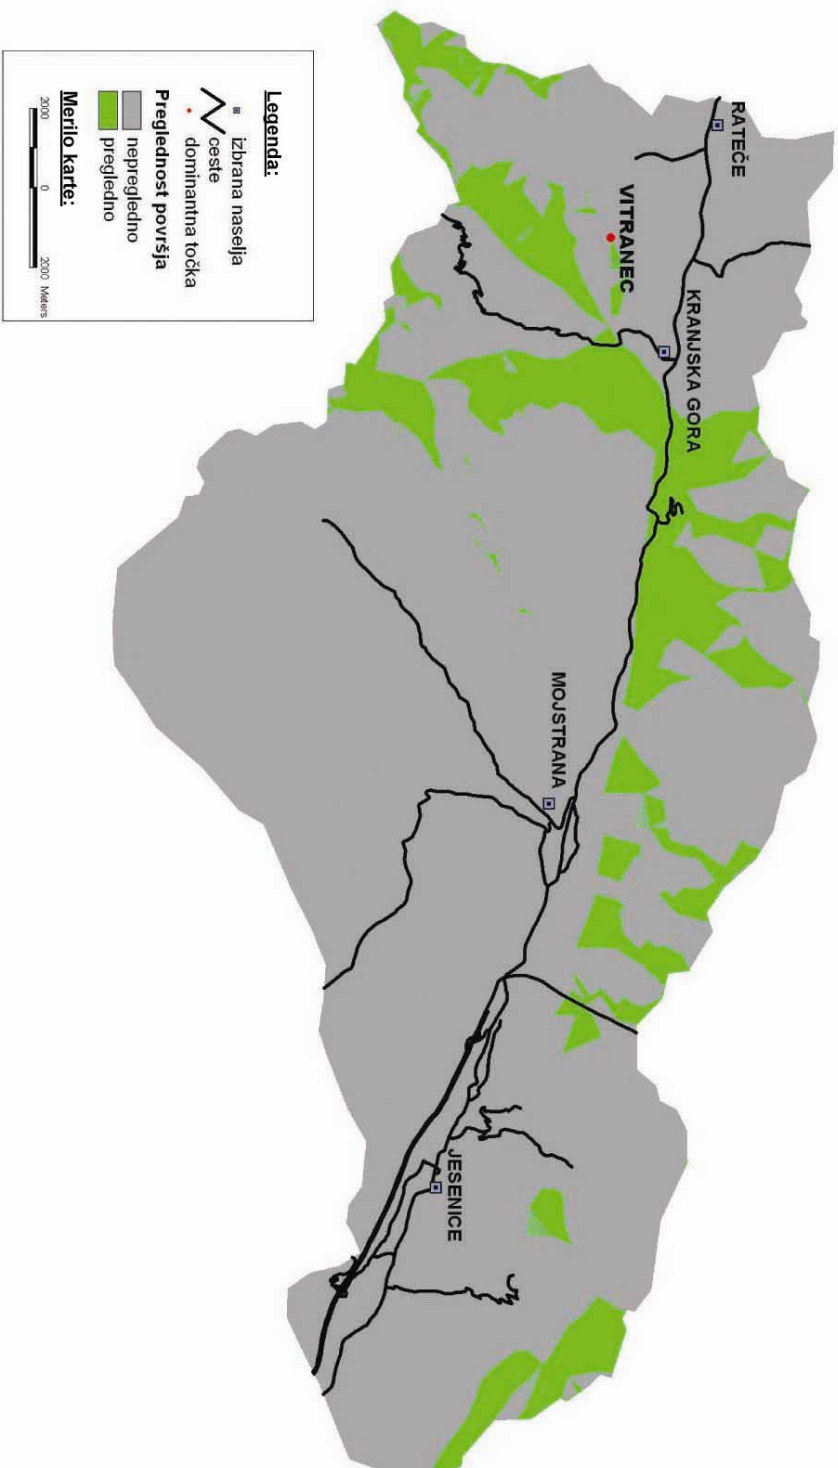 RATEČE
VITRANEC
KRANJSKA GORA
MOJSTRANA
JESENICE
Legenda:
izbrana naselja
ceste
dominantna točka
Preglednost površja
nepregledno
pregledno
Merilo karte:
2000 0 2000 Meters